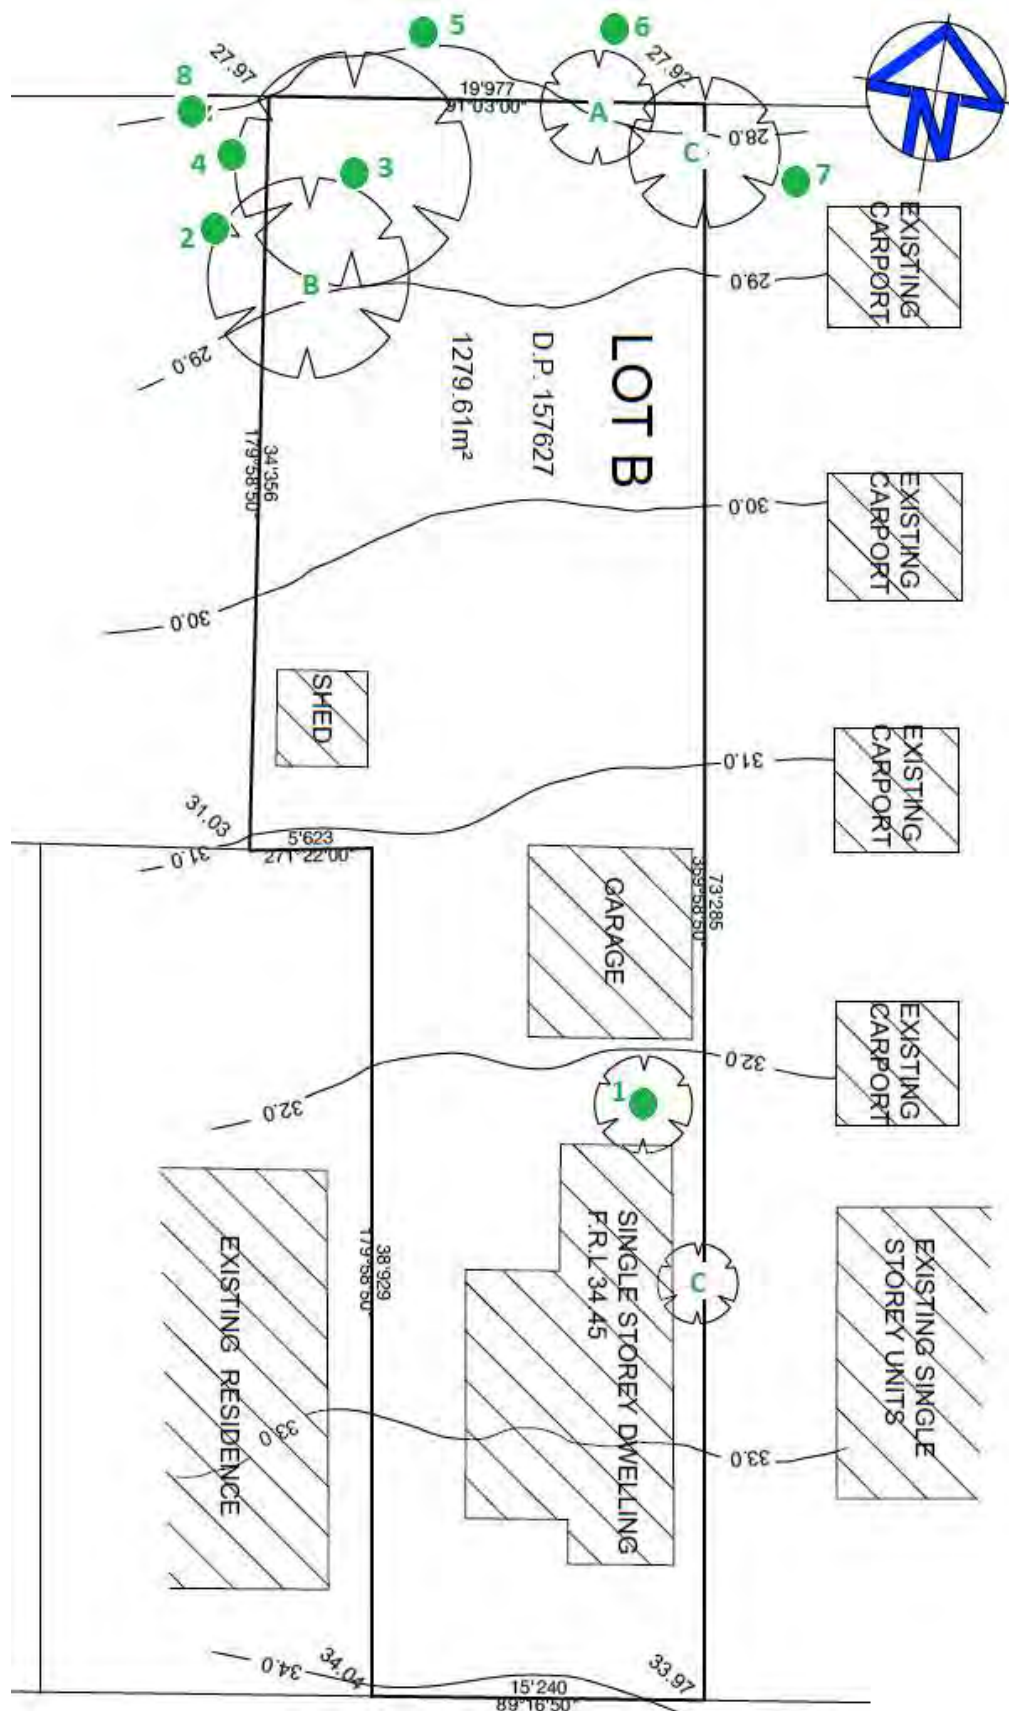 5
6
27.97
27.92
8
19'977
91°03'00"
A
28.0
C
4
3
7
N
2
EXISTING
CARPORT
B
29.0
29.0
LOT B
D.P. 157627
1279.61m²
34'356
179°58'50"
30.0
EXISTING
CARPORT
30.0
SHED
31.0
EXISTING
CARPORT
31.03
5'623
271°22'00"
31.0
GARAGE
73'285
359°58'50"
32.0
EXISTING
CARPORT
32.0
1
SINGLE STOREY DWELLING
F.R.L 34.45
C
EXISTING SINGLE
STOREY UNITS
38'929
179°58'50"
EXISTING RESIDENCE
33.0
33.0
34.0
34.04
33.97
15'240
89°16'50"